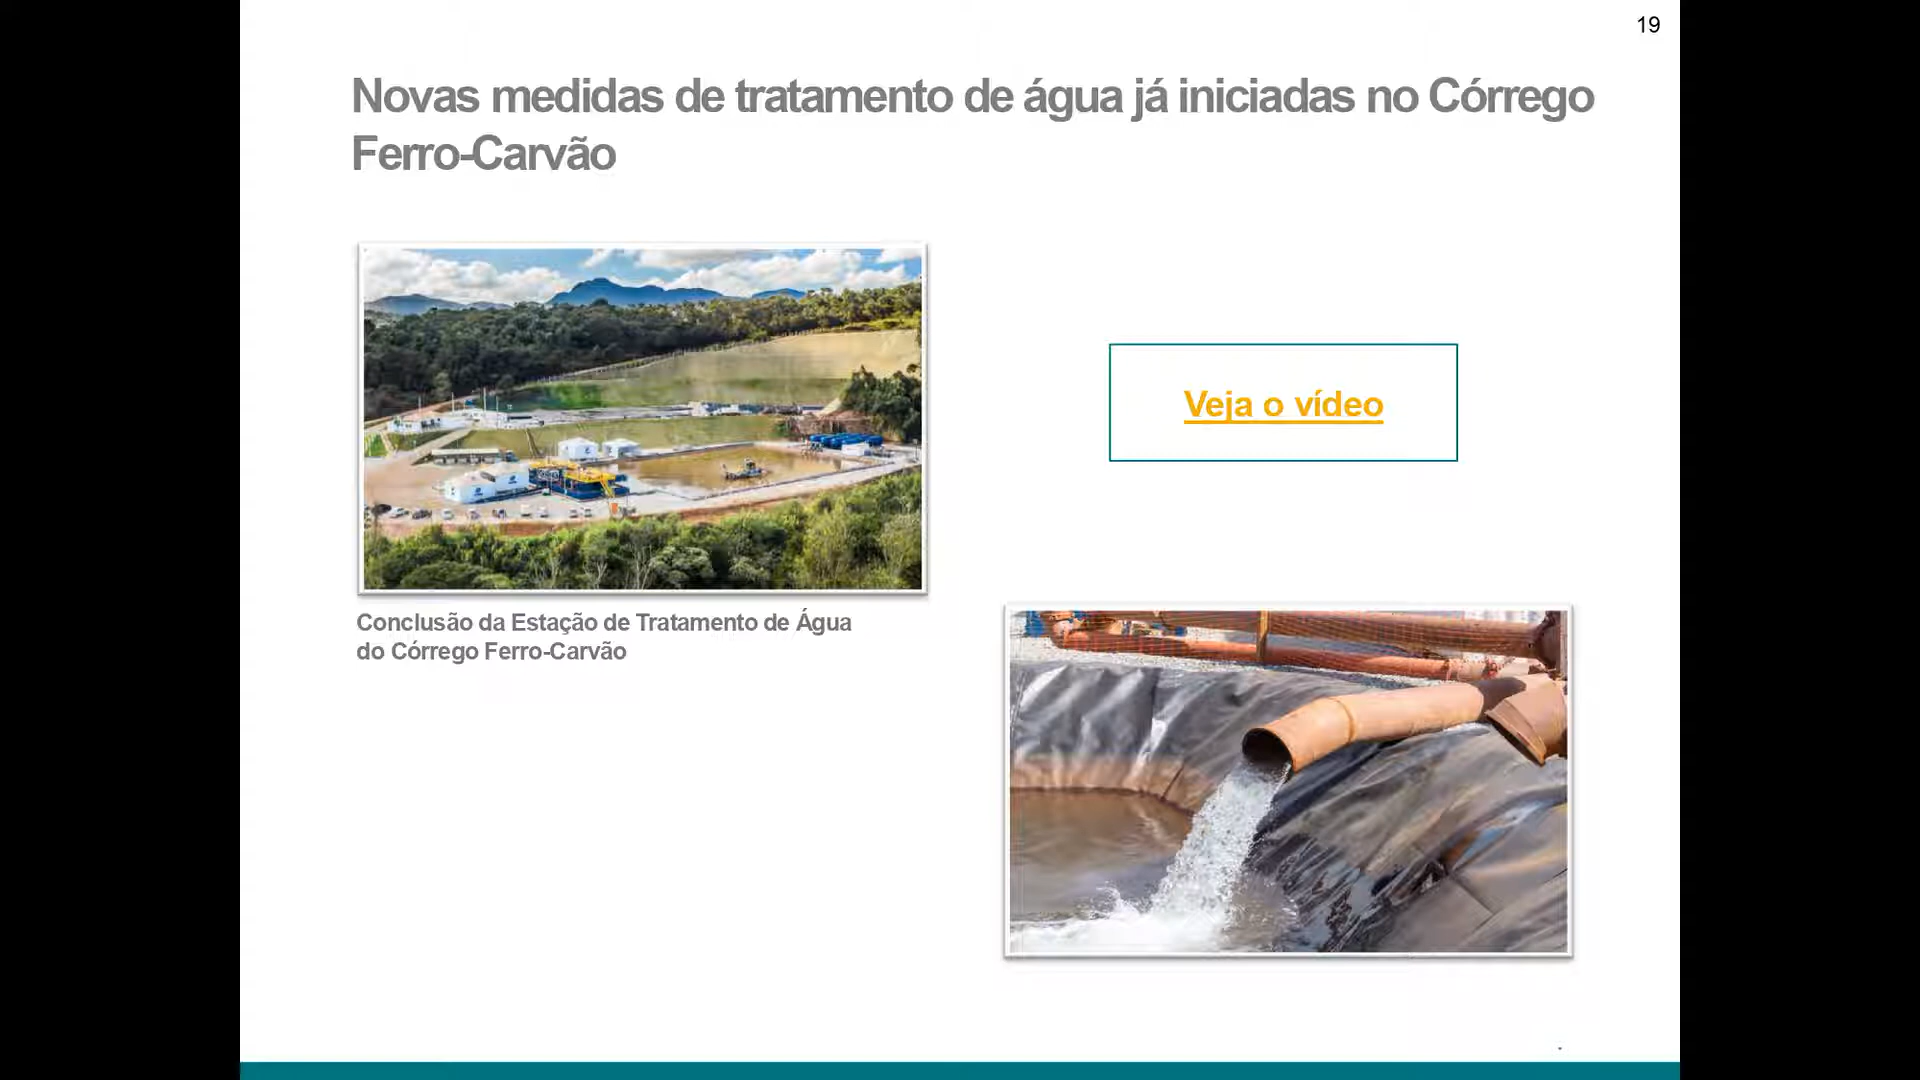 19
Novas medidas de tratamento de água já iniciadas no Córrego
Ferro-Carvão
Veja o vídeo
Conclusão da Estação de Tratamento de Água
do Córrego Ferro-Carvão